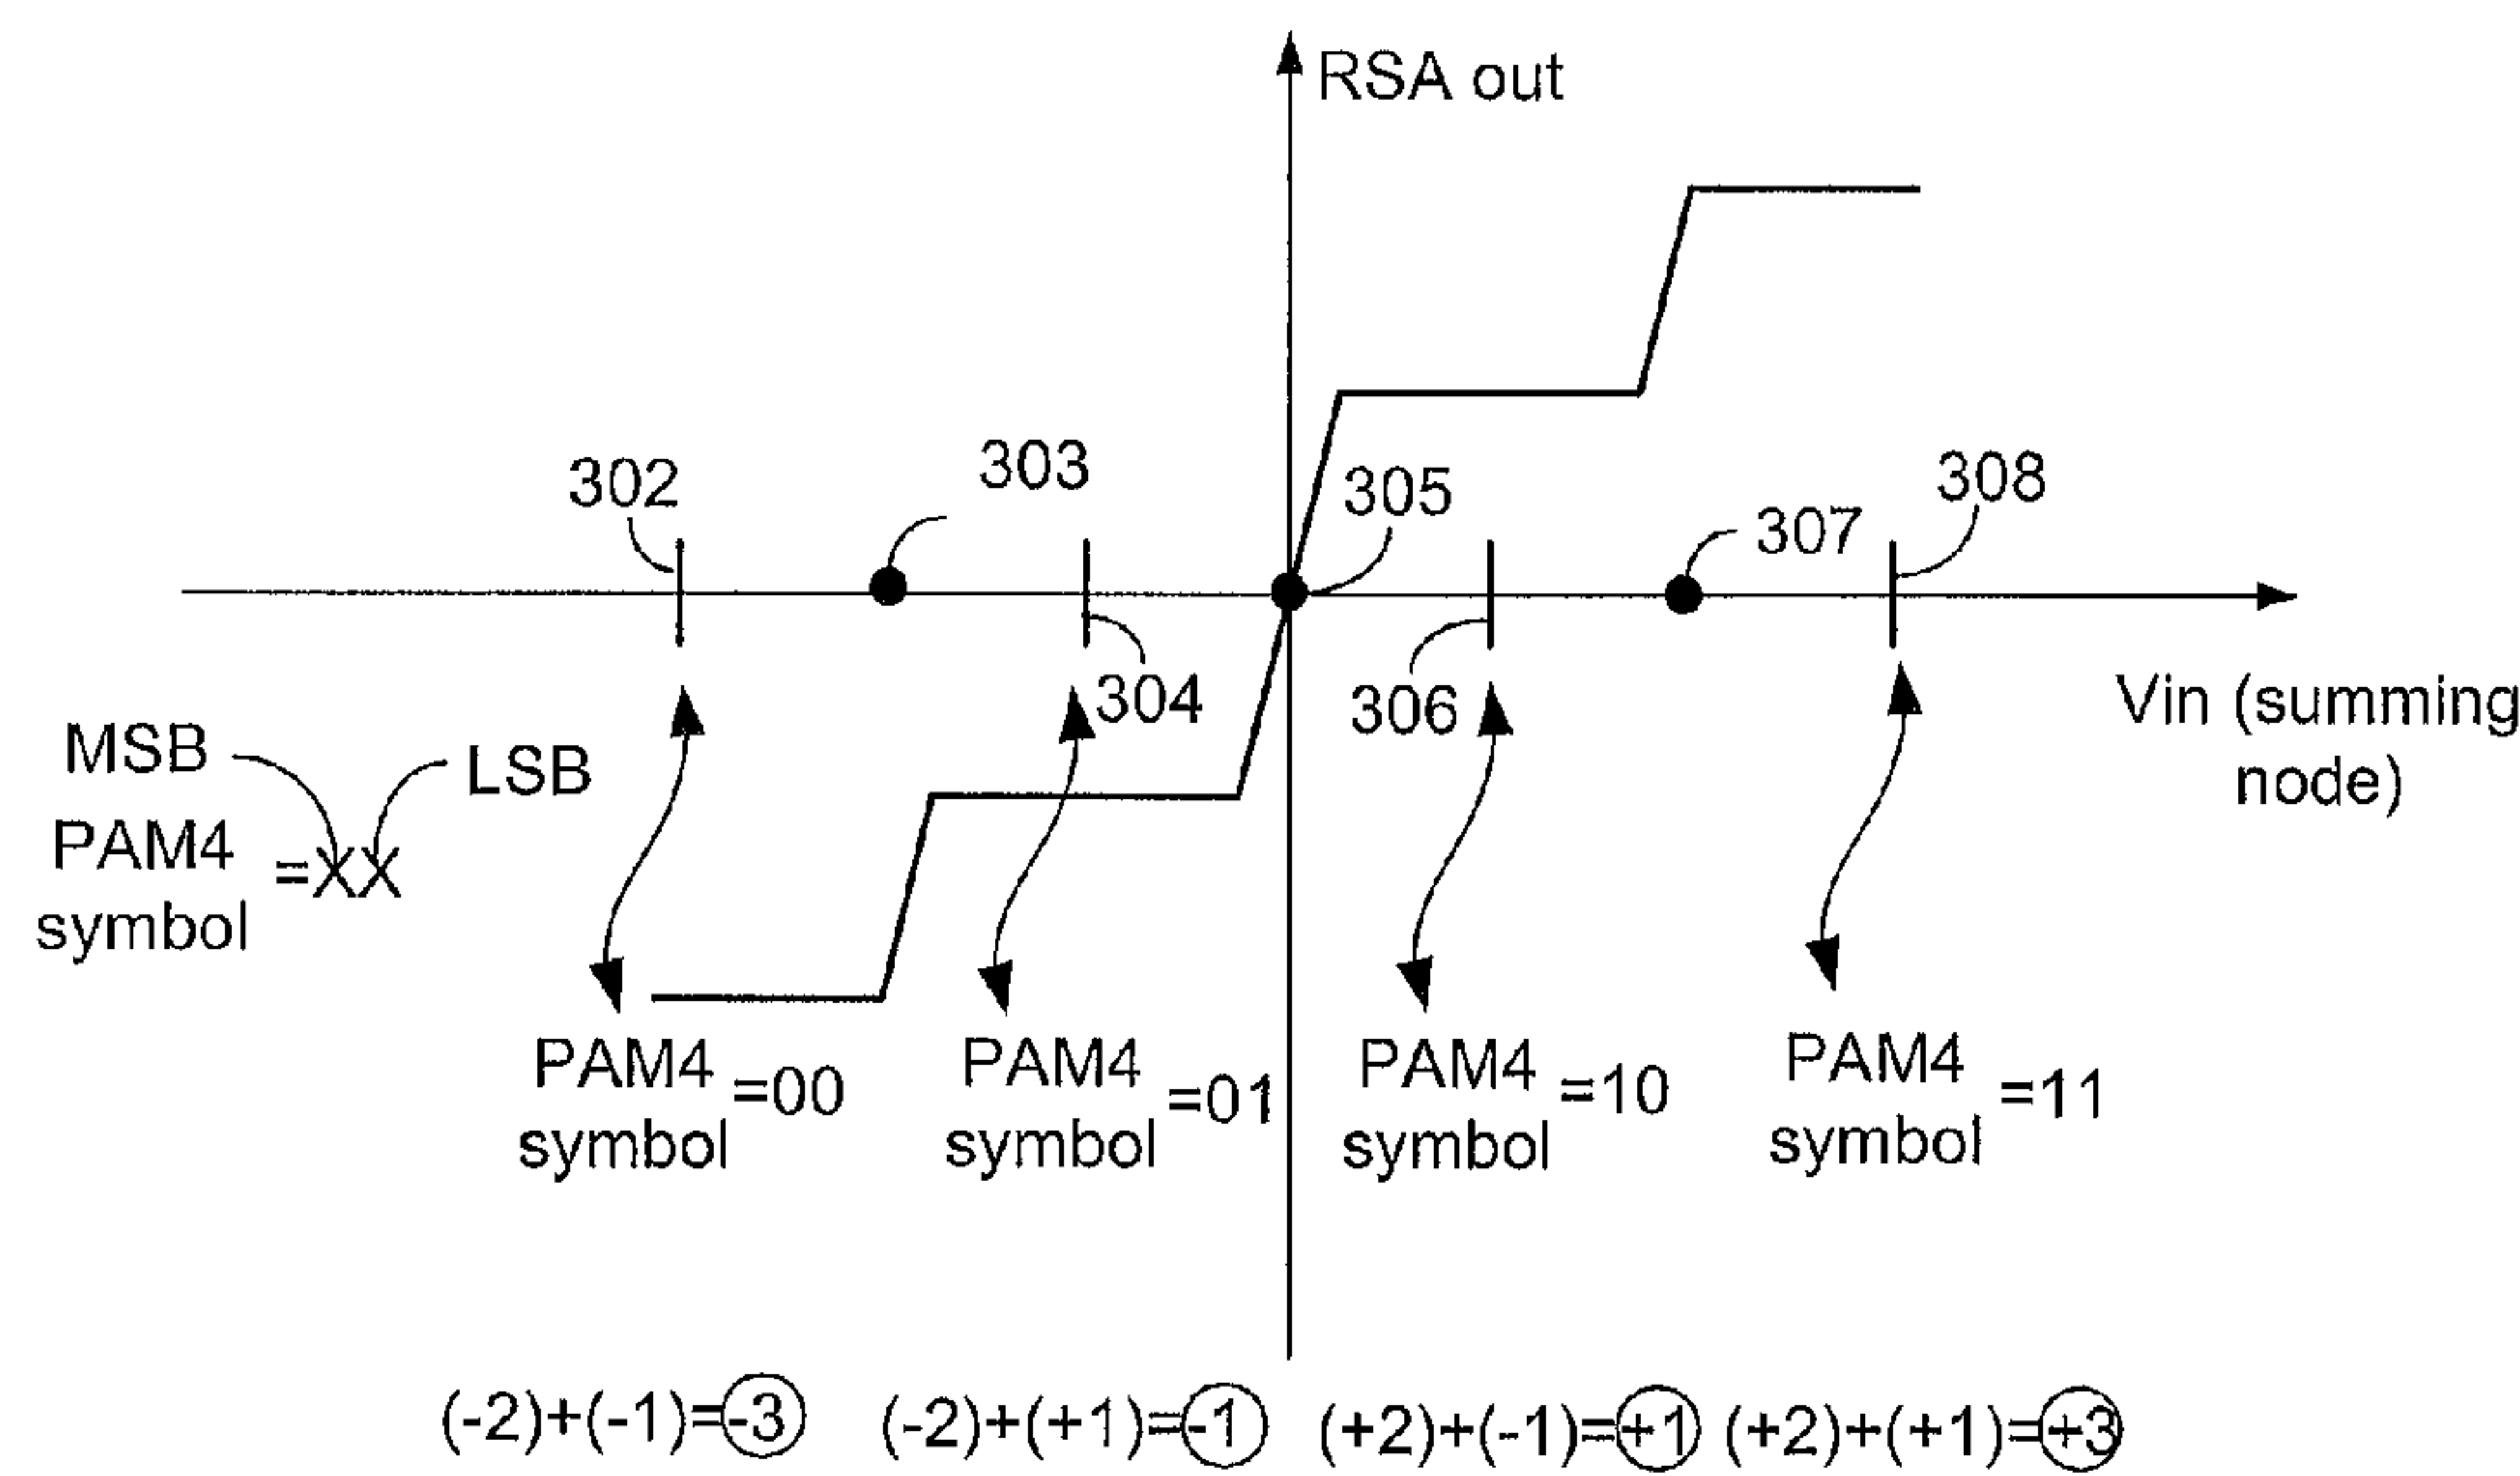 RSA out
302
303
305
307
308
304
306
Vin (summing
node)
MSB
LSB
PAM4
symbol
=XX
PAM4
symbol
=00
PAM4
symbol
=01
PAM4
symbol
=10
PAM4
symbol
=11
(-2)+(-1)=-3
(-2)+(+1)=-1
(+2)+(-1)=+1
(+2)+(+1)=+3